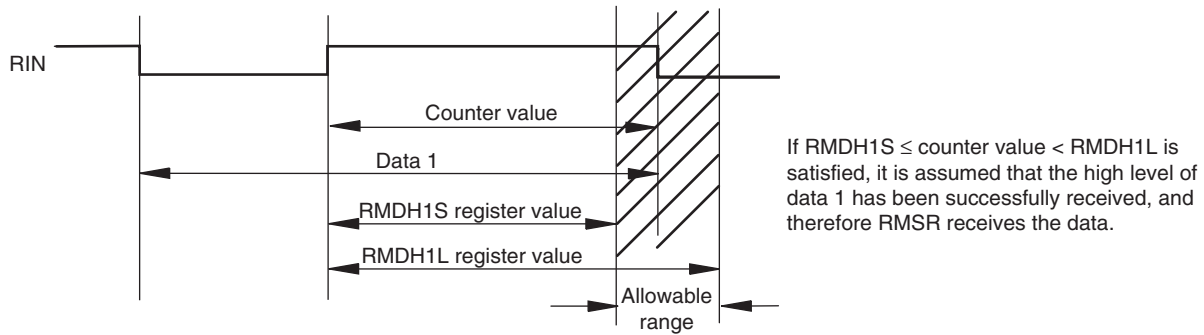 RIN
Counter value
Data 1
RMDH1S register value
RMDH1L register value
Allowable
range
If RMDH1S ≤ counter value < RMDH1L is
satisfied, it is assumed that the high level of
data 1 has been successfully received, and
therefore RMSR receives the data.